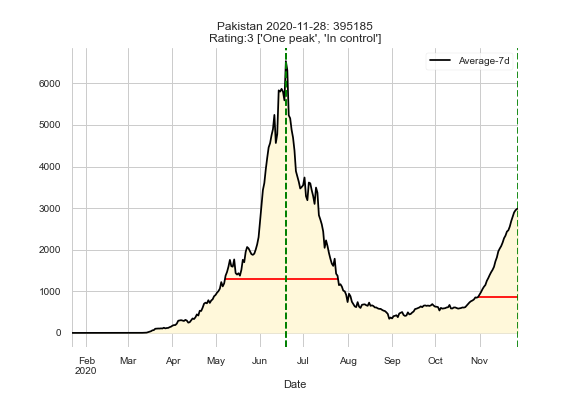 Pakistan 2020-11-28: 395185
Rating:3 ['One peak', 'In control']
Average-7d
6000
5000
4000
3000
2000
1000
0
Feb Mar Apr May Jun Jul Aug Sep Oct Nov
2020
Date